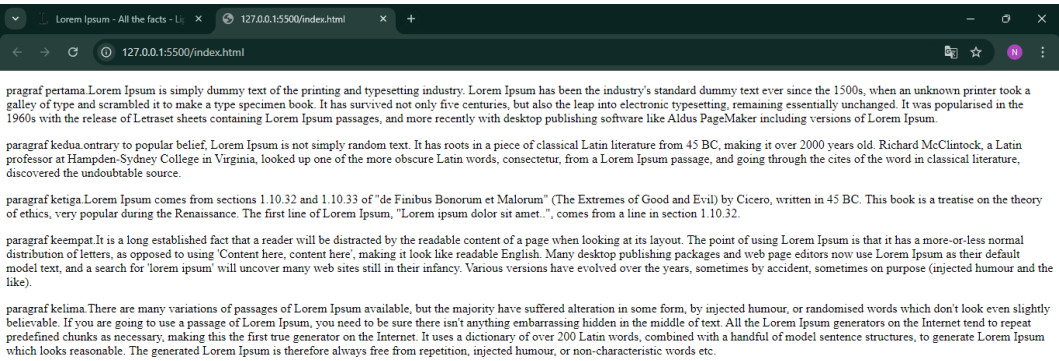 Lorem Ipsum - All the facts - Li
127.0.0.1:5500/index.html
127.0.0.1:5500/index.html
N
pragraf pertama.Lorem Ipsum is simply dummy text of the printing and typesetting industry. Lorem Ipsum has been the industry's standard dummy text ever since the 1500s, when an unknown printer took a
galley of type and scrambled it to make a type specimen book. It has survived not only five centuries, but also the leap into electronic typesetting, remaining essentially unchanged. It was popularised in the
1960s with the release of Letraset sheets containing Lorem Ipsum passages, and more recently with desktop publishing software like Aldus PageMaker including versions of Lorem Ipsum.
paragraf kedua.ontrary to popular belief, Lorem Ipsum is not simply random text. It has roots in a piece of classical Latin literature from 45 BC, making it over 2000 years old. Richard McClintock, a Latin
professor at Hampden-Sydney College in Virginia, looked up one of the more obscure Latin words, consectetur, from a Lorem Ipsum passage, and going through the cites of the word in classical literature,
discovered the undoubtable source.
paragraf ketiga.Lorem Ipsum comes from sections 1.10.32 and 1.10.33 of "de Finibus Bonorum et Malorum" (The Extremes of Good and Evil) by Cicero, written in 45 BC. This book is a treatise on the theory
of ethics, very popular during the Renaissance. The first line of Lorem Ipsum, "Lorem ipsum dolor sit amet..", comes from a line in section 1.10.32.
paragraf keempat.It is a long established fact that a reader will be distracted by the readable content of a page when looking at its layout. The point of using Lorem Ipsum is that it has a more-or-less normal
distribution of letters, as opposed to using 'Content here, content here', making it look like readable English. Many desktop publishing packages and web page editors now use Lorem Ipsum as their default
model text, and a search for 'lorem ipsum' will uncover many web sites still in their infancy. Various versions have evolved over the years, sometimes by accident, sometimes on purpose (injected humour and the
like).
paragraf kelima.There are many variations of passages of Lorem Ipsum available, but the majority have suffered alteration in some form, by injected humour, or randomised words which don't look even slightly
believable. If you are going to use a passage of Lorem Ipsum, you need to be sure there isn't anything embarrassing hidden in the middle of text. All the Lorem Ipsum generators on the Internet tend to repeat
predefined chunks as necessary, making this the first true generator on the Internet. It uses a dictionary of over 200 Latin words, combined with a handful of model sentence structures, to generate Lorem Ipsum
which looks reasonable. The generated Lorem Ipsum is therefore always free from repetition, injected humour, or non-characteristic words etc.